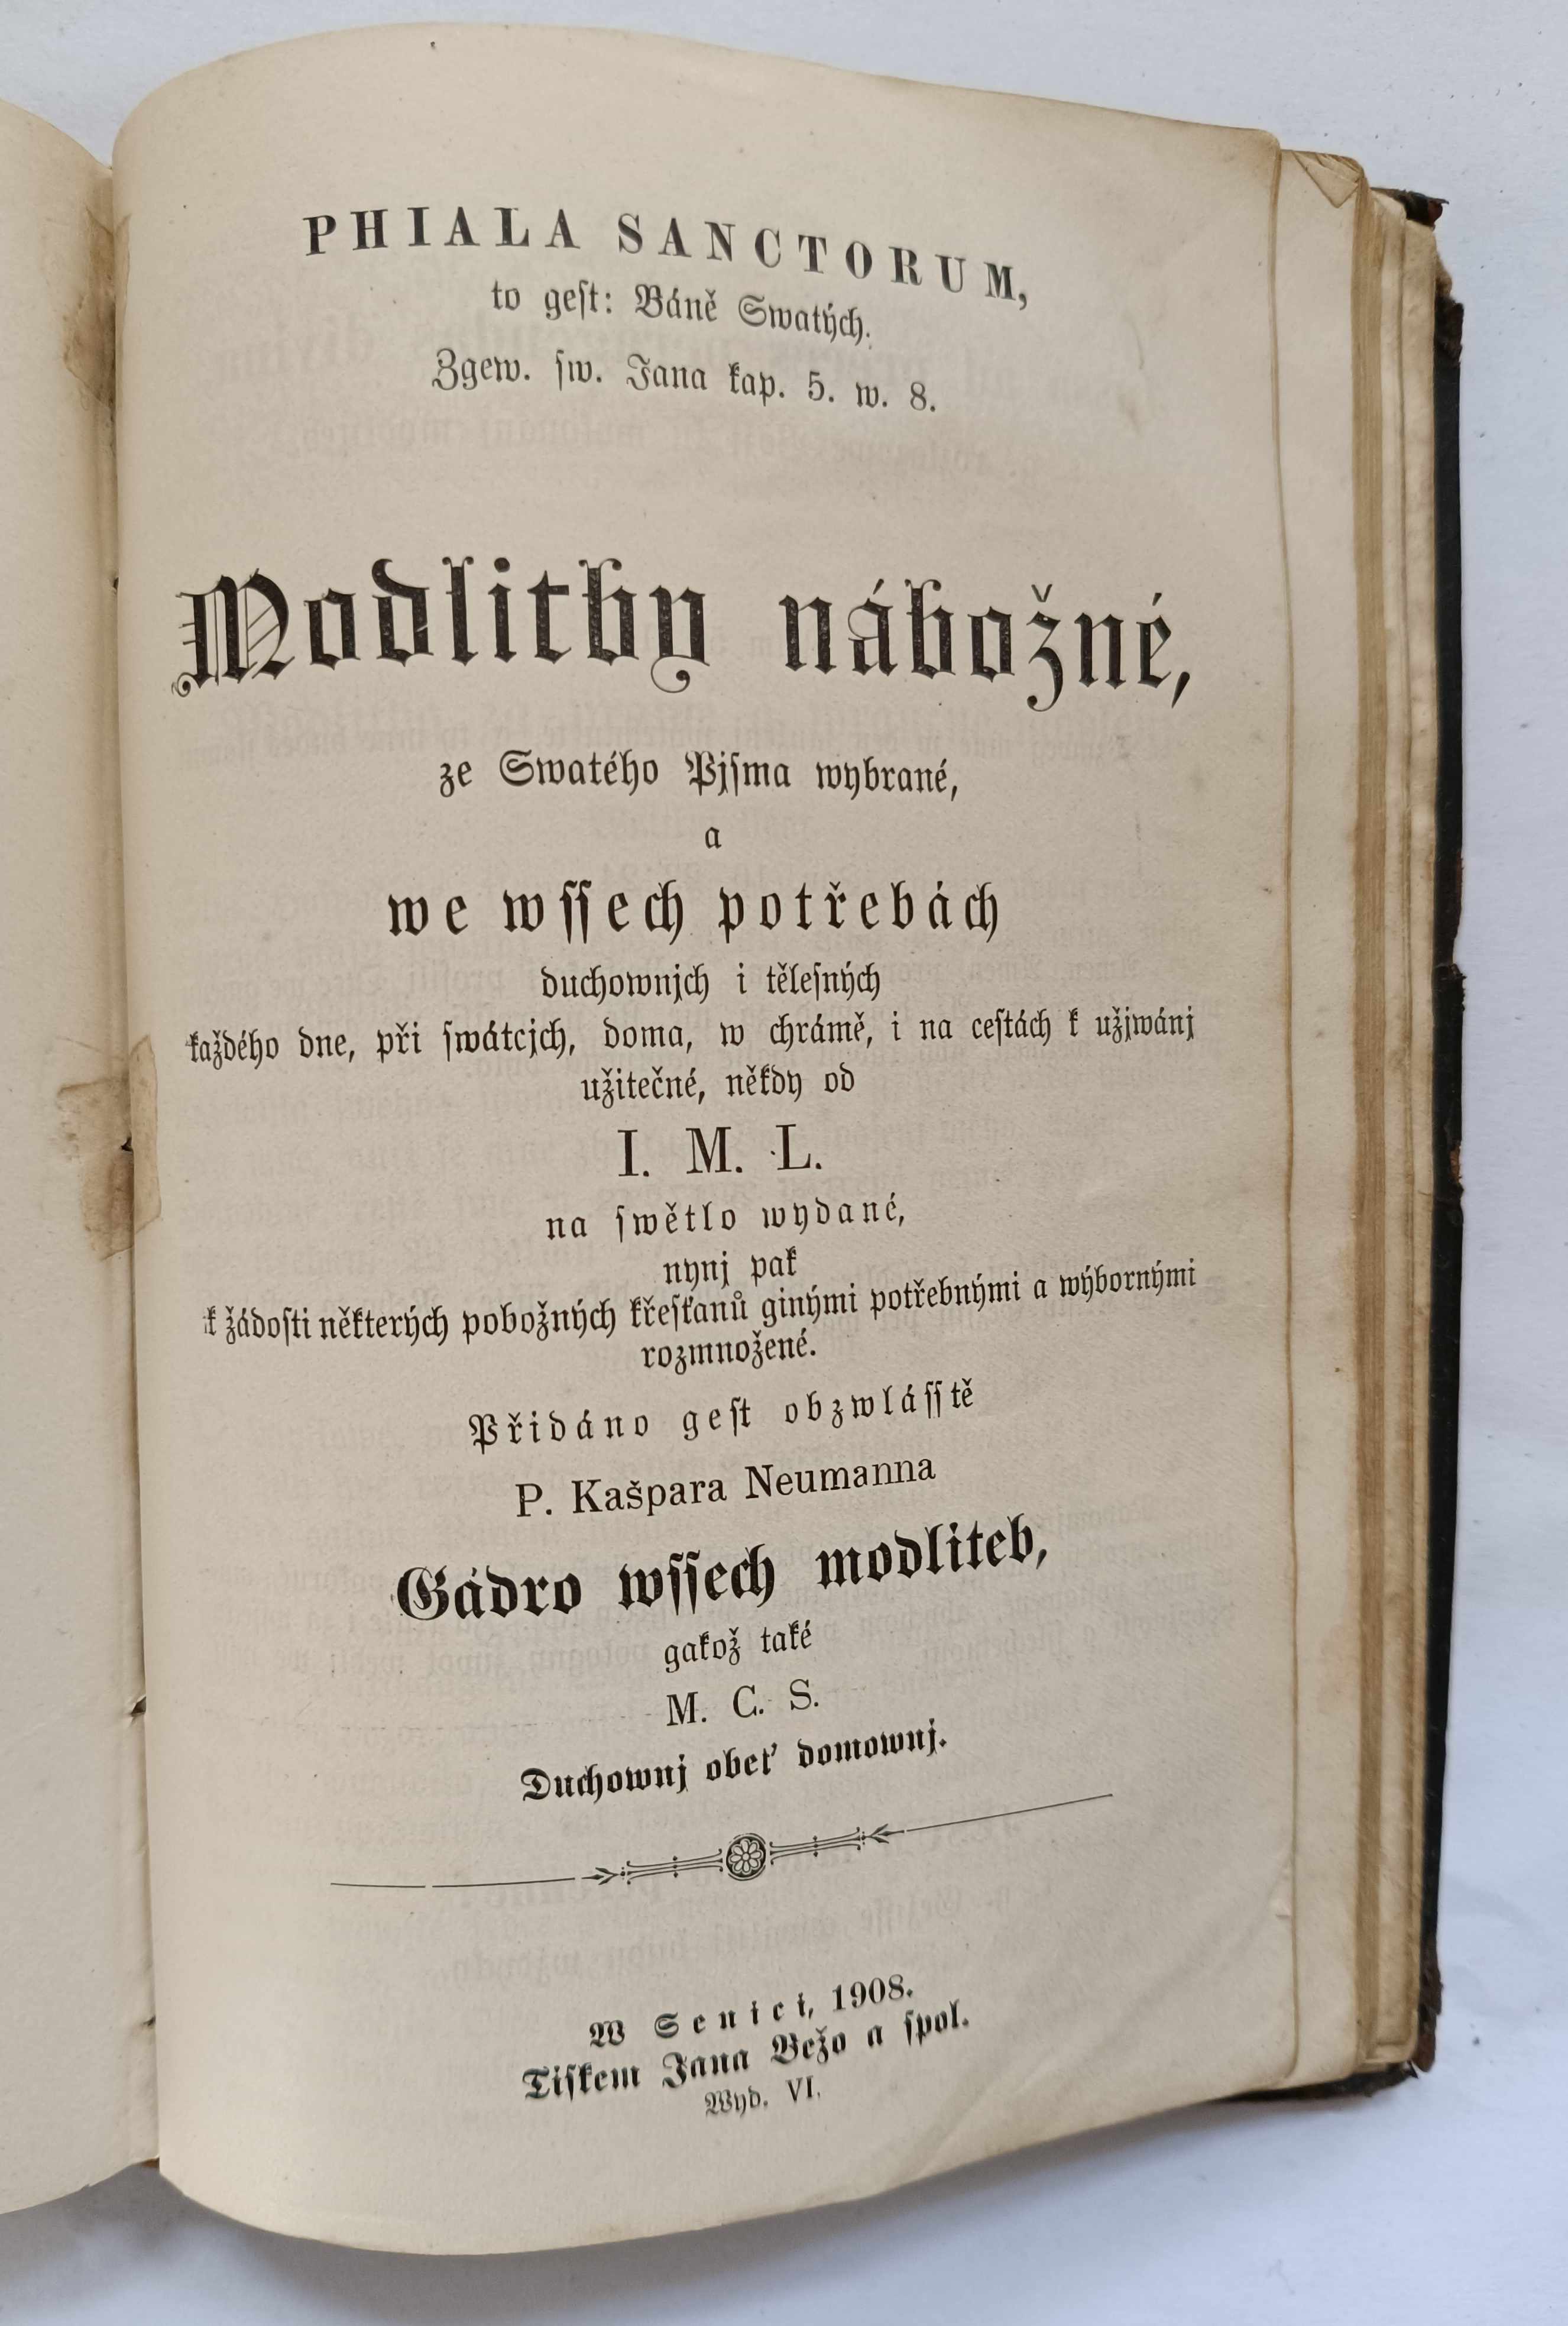 PHIALA SANCTORUM,
to geſt: Báně Swatých.
Zgew. ſw. Jana kap. 5. w. 8.
Modlitby nábožné,
ze Swatého Pjſma wybrané,
a
we wſſech potřebách
duchownjch i těleſných
každého dne, při ſwátcjch, doma, w chrámě, i na ceſtách k užjwánj
užitečné, někdy od
I. M. L.
na ſwětlo wydané,
nynj pak
k žádoſti některých pobožných křeſťanů ginými potřebnými a wýbornými
rozmnožené.
Přidáno geſt obzwláſſtě
P. Kašpara Neumanna
Gádro wſſech modliteb,
gakož také
M. C. S.
Duchownj obeť domownj.
W Senici, 1908.
Tiſkem Jana Bežo a ſpol.
Wyd. VI.